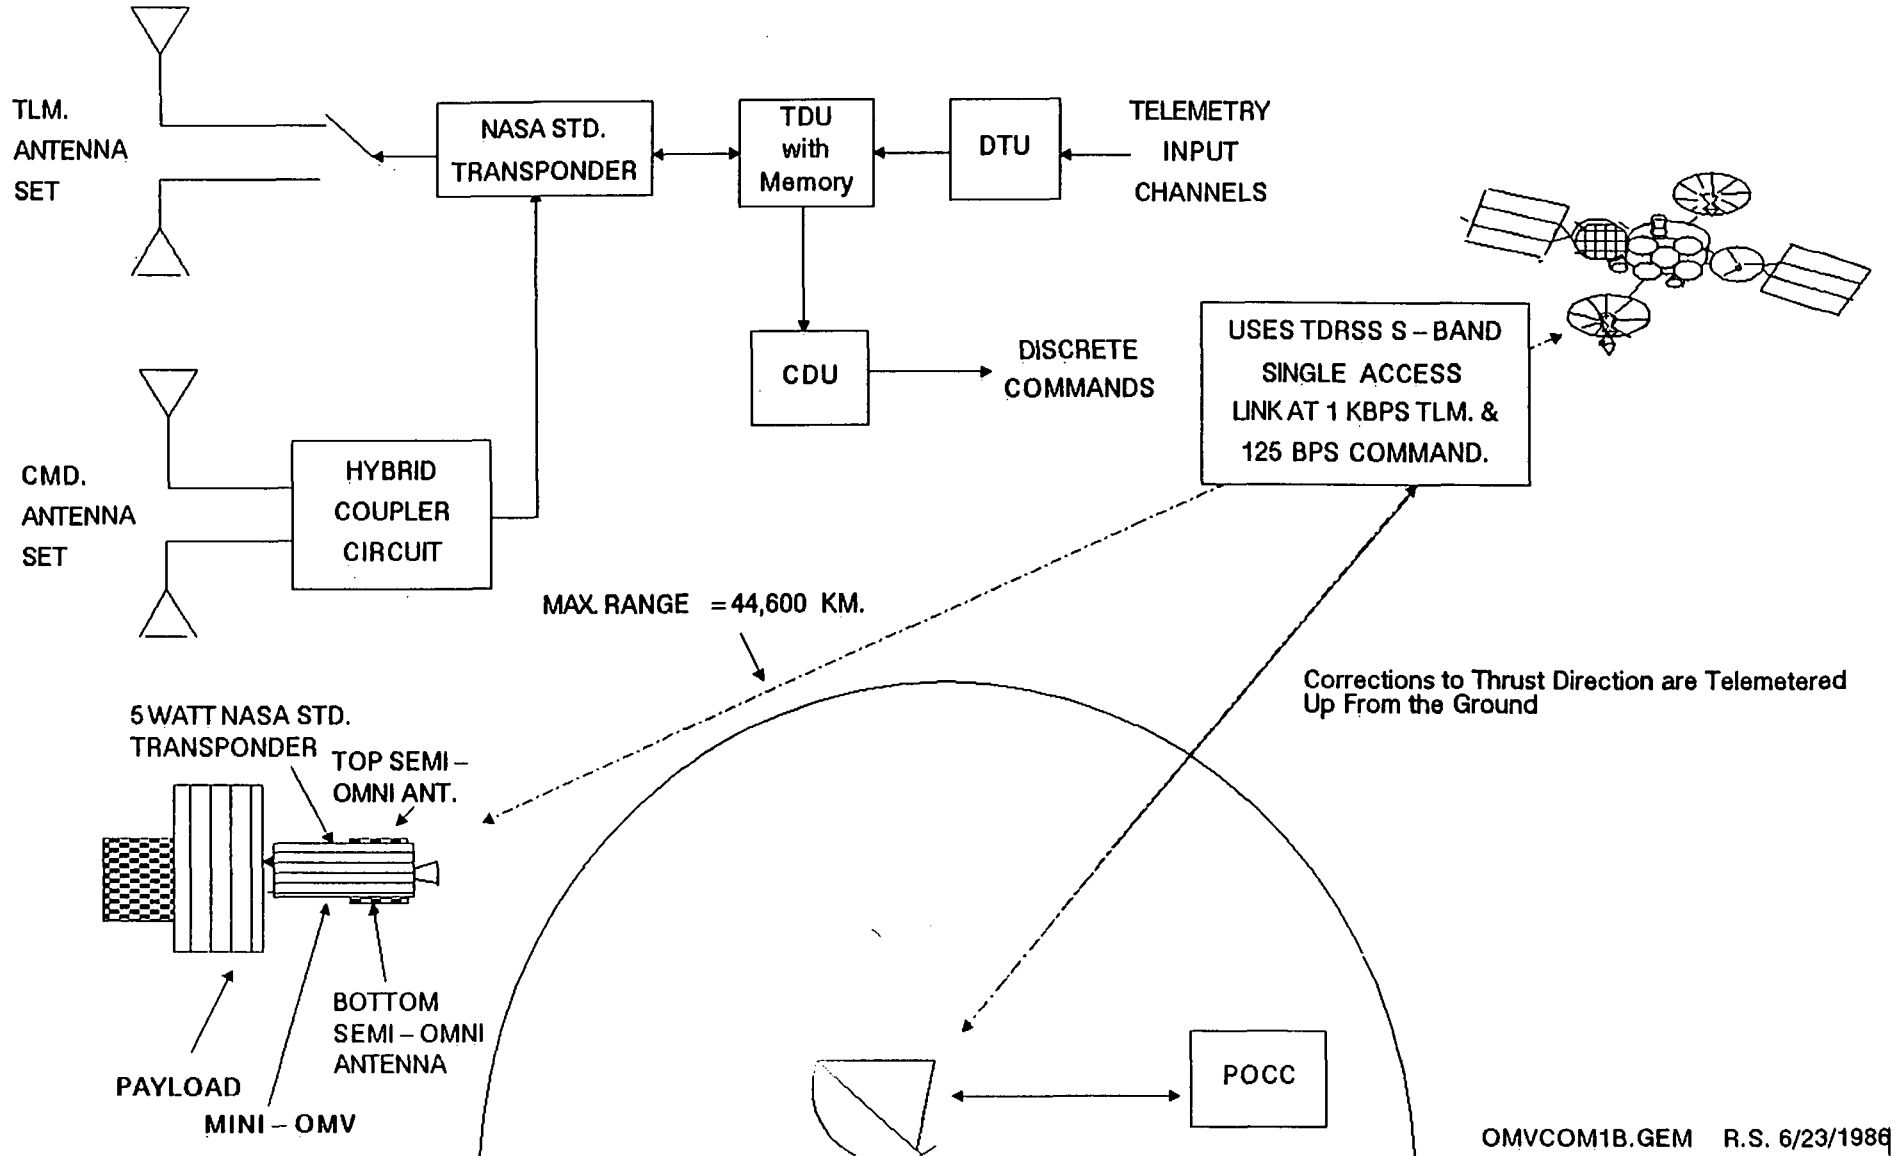 TLM.
ANTENNA
SET
NASA STD.
TRANSPONDER
TDU
with
Memory
DTU
TELEMETRY
INPUT
CHANNELS
CDU
DISCRETE
COMMANDS
USES TDRSS S – BAND
SINGLE ACCESS
LINK AT 1 KBPS TLM. &
125 BPS COMMAND.
CMD.
ANTENNA
SET
HYBRID
COUPLER
CIRCUIT
MAX. RANGE = 44,600 KM.
Corrections to Thrust Direction are Telemetered
Up From the Ground
5 WATT NASA STD.
TRANSPONDER
TOP SEMI –
OMNI ANT.
BOTTOM
SEMI – OMNI
ANTENNA
PAYLOAD
MINI – OMV
POCC
OMVCOM1B.GEM R.S. 6/23/1986